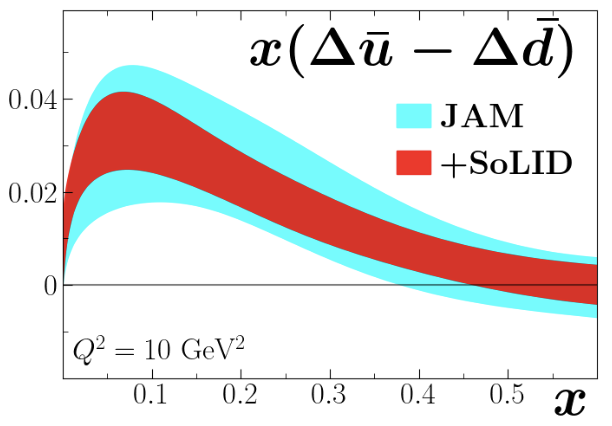 x(Δū − Δd̄)
JAM
+SoLID
0.04
0.02
0
Q² = 10 GeV²
0.1 0.2 0.3 0.4 0.5
x